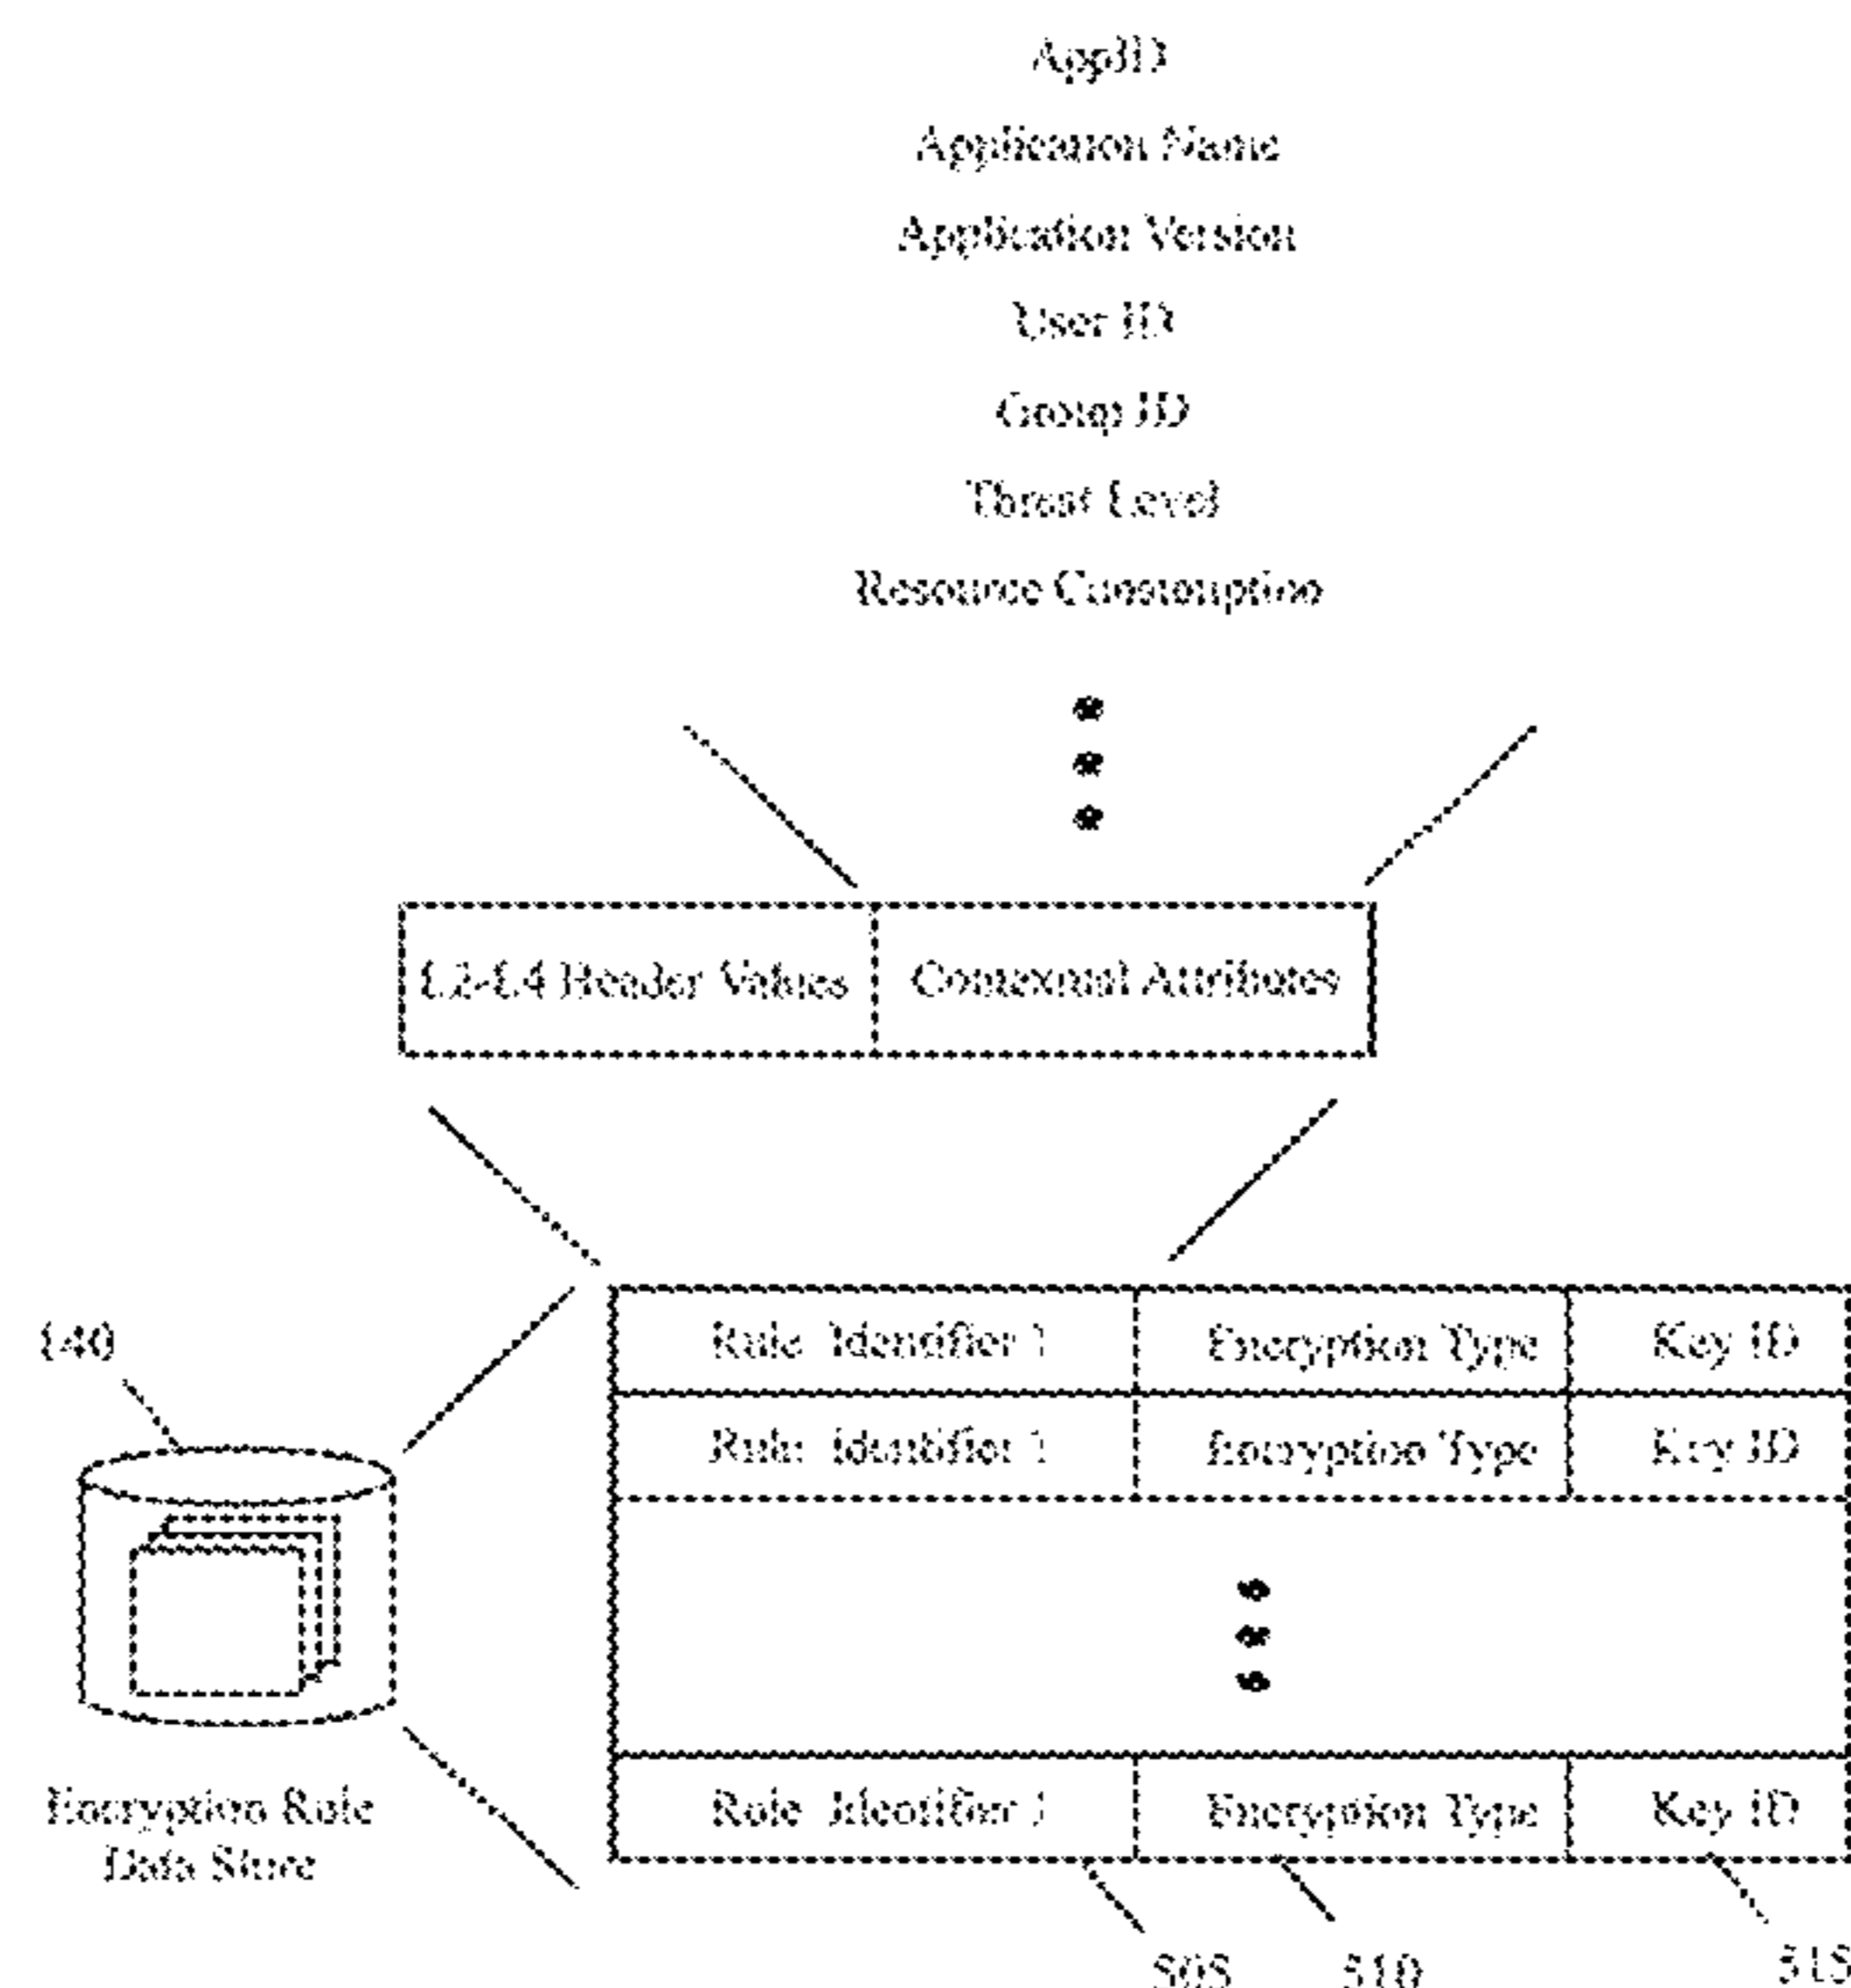 AppID
Application Name
Application Version
User ID
Group ID
Threat Level
Resource Consumption
L2-L4 Header Values
Contextual Attributes
140
Rule Identifier 1
Encryption Type
Key ID
Rule Identifier 1
Encryption Type
Key ID
Rule Identifier J
Encryption Type
Key ID
Encryption Rule
Data Store
505
510
515